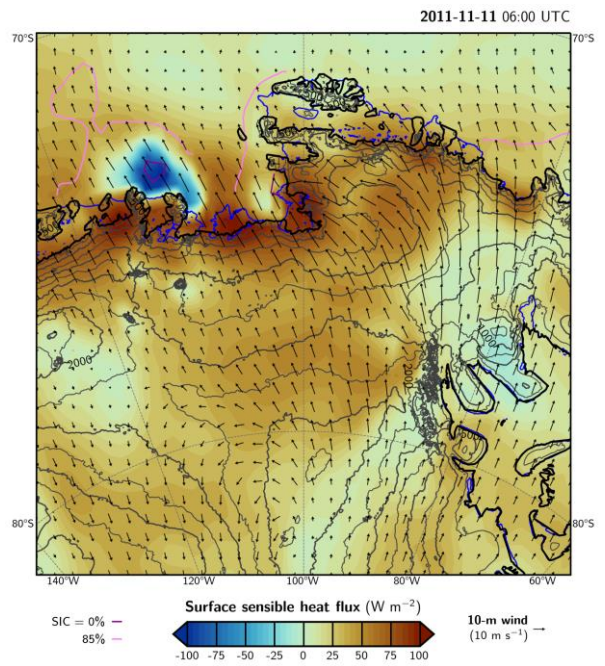 2011-11-11 06:00 UTC
70°S
70°S
2000
1000
2000
500
80°S
80°S
140°W
120°W
100°W
80°W
60°W
Surface sensible heat flux (W m−2)
SIC = 0%
85%
-100 -75 -50 -25 0 25 50 75 100
10-m wind
(10 m s−1)